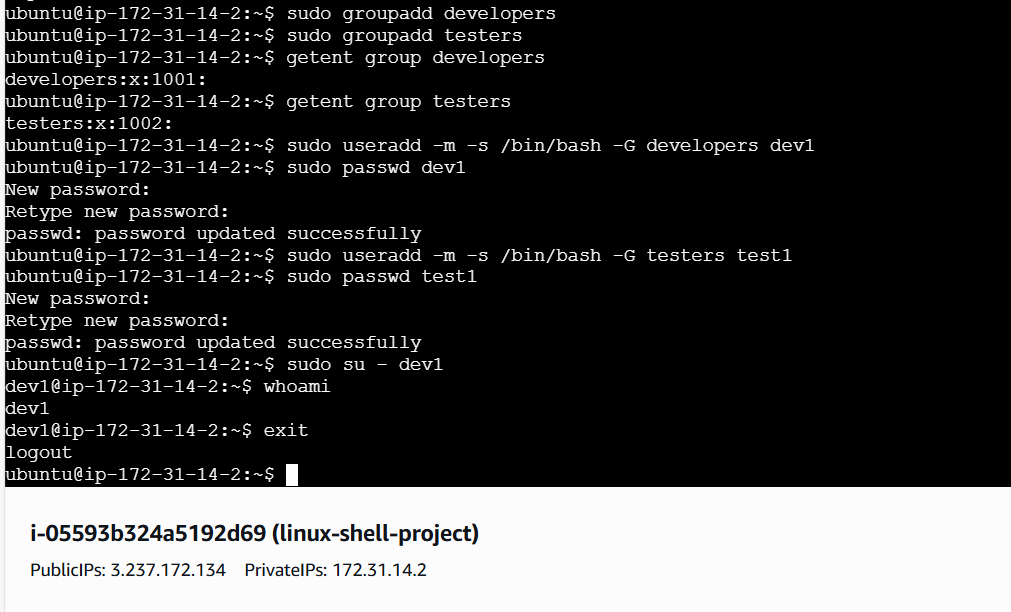 ubuntu@ip-172-31-14-2:~$ sudo groupadd developers
ubuntu@ip-172-31-14-2:~$ sudo groupadd testers
ubuntu@ip-172-31-14-2:~$ getent group developers
developers:x:1001:
ubuntu@ip-172-31-14-2:~$ getent group testers
testers:x:1002:
ubuntu@ip-172-31-14-2:~$ sudo useradd -m -s /bin/bash -G developers dev1
ubuntu@ip-172-31-14-2:~$ sudo passwd dev1
New password:
Retype new password:
passwd: password updated successfully
ubuntu@ip-172-31-14-2:~$ sudo useradd -m -s /bin/bash -G testers test1
ubuntu@ip-172-31-14-2:~$ sudo passwd test1
New password:
Retype new password:
passwd: password updated successfully
ubuntu@ip-172-31-14-2:~$ sudo su - dev1
dev1@ip-172-31-14-2:~$ whoami
dev1
dev1@ip-172-31-14-2:~$ exit
logout
ubuntu@ip-172-31-14-2:~$
i-05593b324a5192d69 (linux-shell-project)
PublicIPs: 3.237.172.134 PrivateIPs: 172.31.14.2